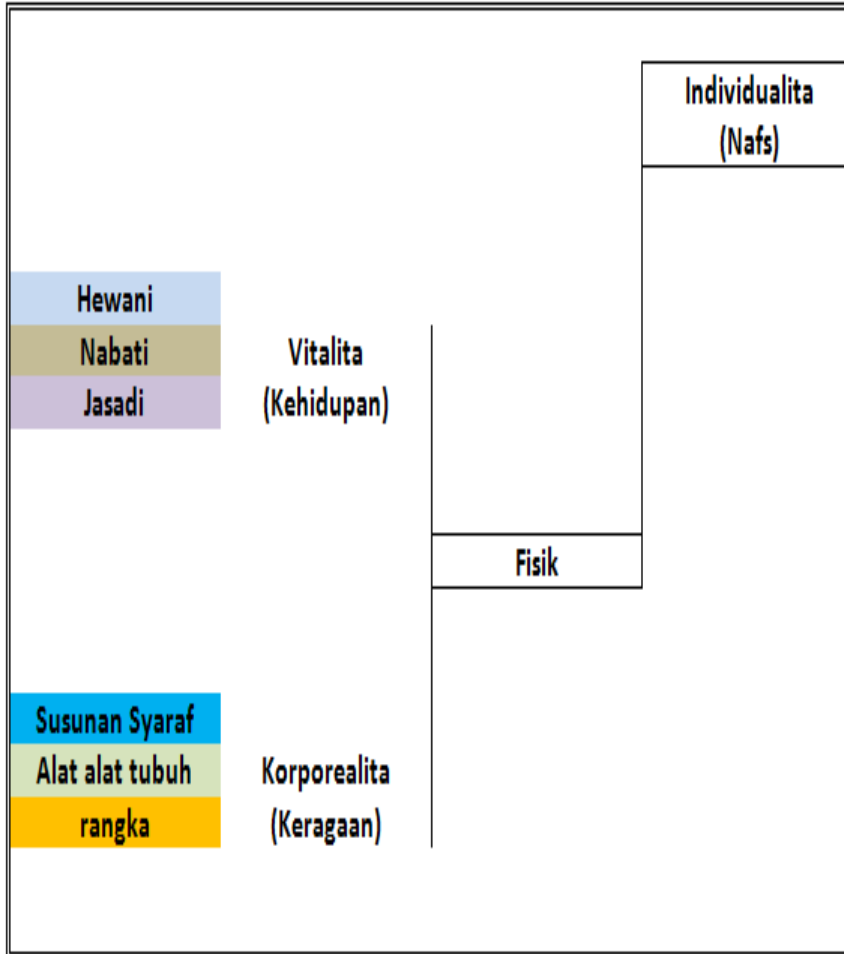 Individualita
(Nafs)
Hewani
Nabati
Vitalita
Jasadi
(Kehidupan)
Fisik
Susunan Syaraf
Alat alat tubuh
Korporealita
rangka
(Keragaan)